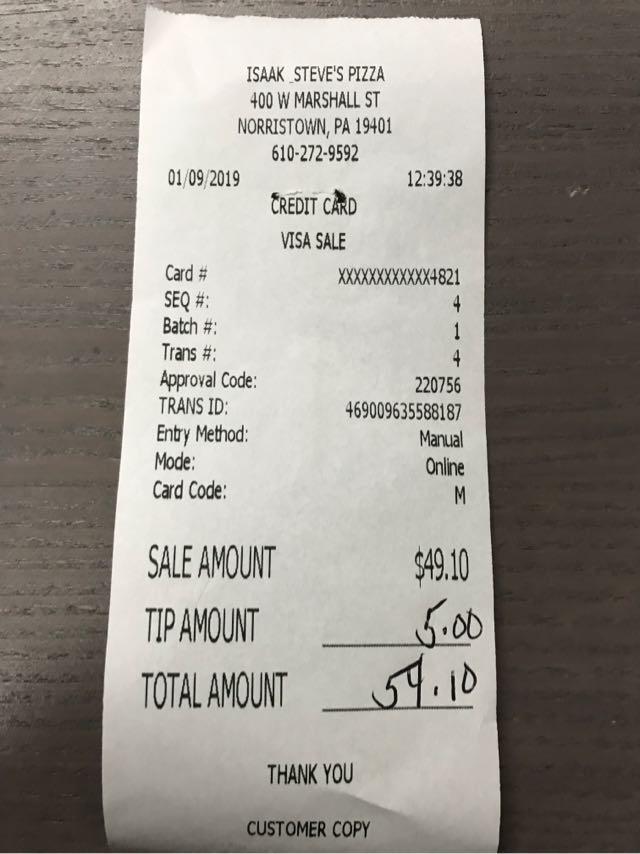 ISAAK _STEVE'S PIZZA
400 W MARSHALL ST
NORRISTOWN, PA 19401
610-272-9592
01/09/2019 12:39:38
CREDIT CARD
VISA SALE
Card # XXXXXXXXXXXX4821
SEQ #: 4
Batch #: 1
Trans #: 4
Approval Code: 220756
TRANS ID: 469009635588187
Entry Method: Manual
Mode: Online
Card Code: M
SALE AMOUNT $49.10
TIP AMOUNT 5.00
TOTAL AMOUNT 54.10
THANK YOU
CUSTOMER COPY